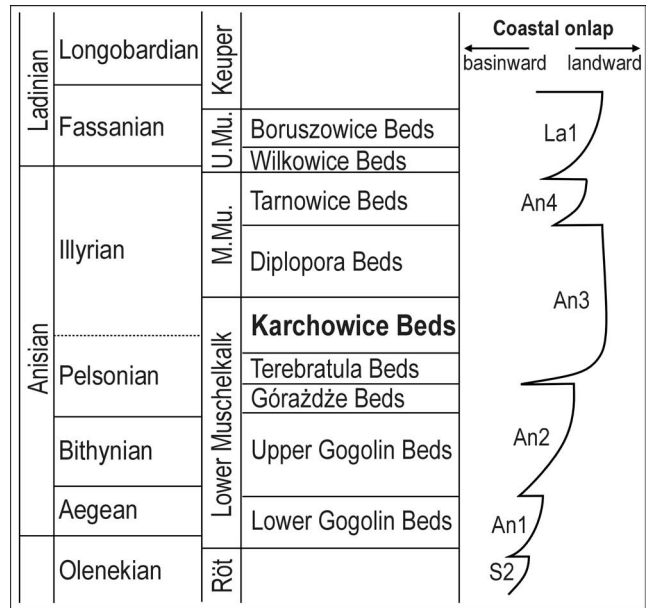 Coastal onlap
basinward landward
Ladinian
Longobardian
Fassanian
Anisian
Illyrian
Pelsonian
Bithynian
Aegean
Olenekian
Keuper
U.Mu.
M.Mu.
Lower Muschelkalk
Röt
Boruszowice Beds
Wilkowice Beds
Tarnowice Beds
Diplopora Beds
Karchowice Beds
Terebratula Beds
Górażdże Beds
Upper Gogolin Beds
Lower Gogolin Beds
La1
An4
An3
An2
An1
S2